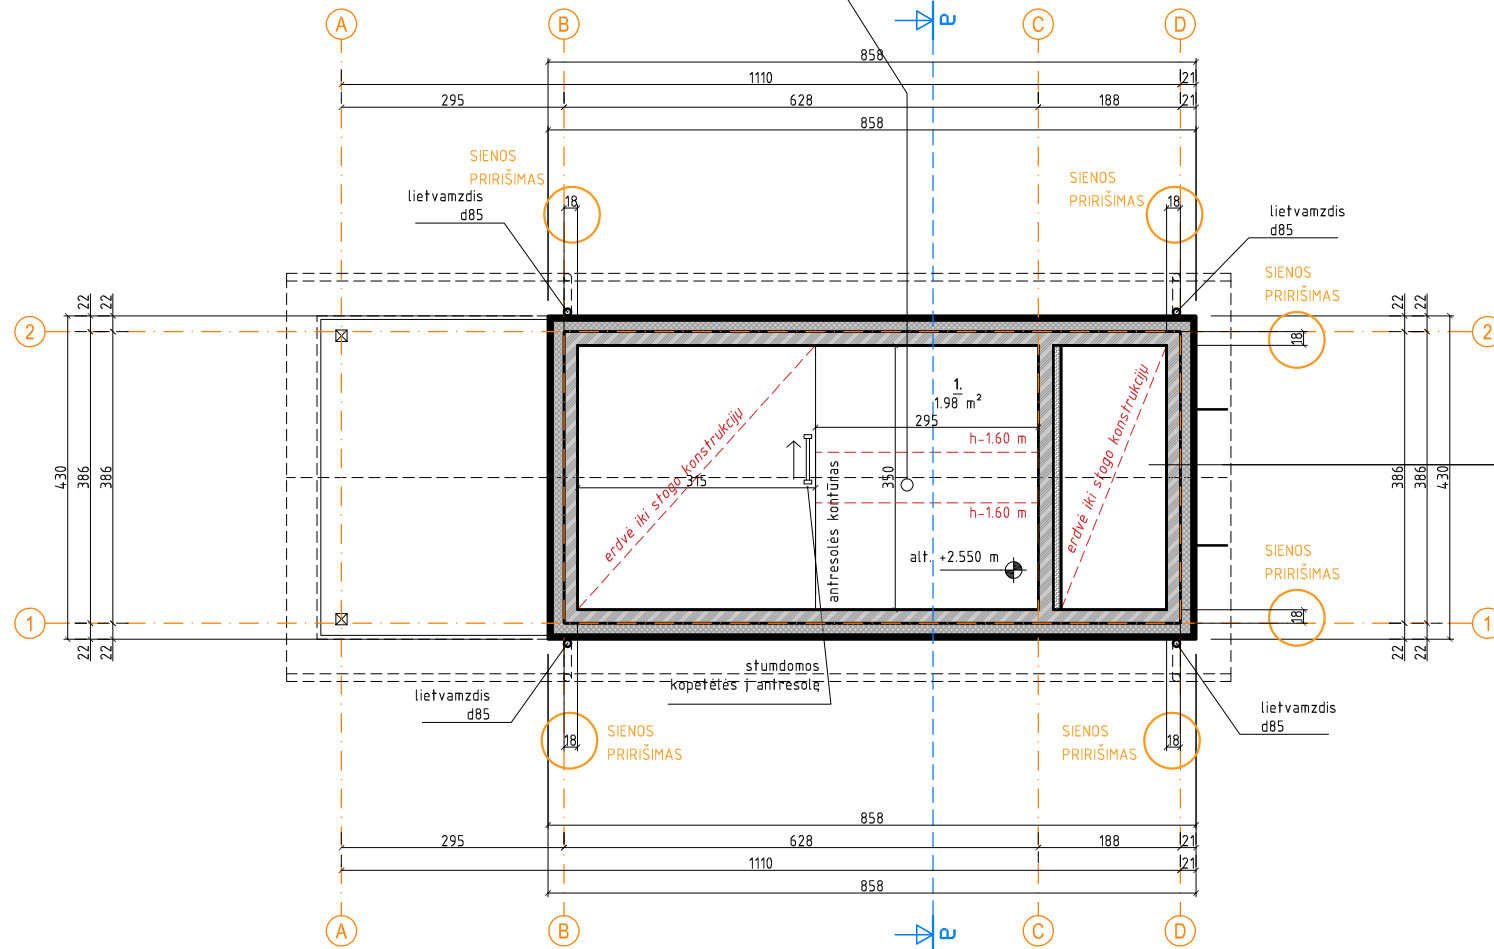 A
B
a
C
D
858
1110
21
295
628
188
21
858
SIENOS
PRIRIŠIMAS
lietvamzdis
d85
18
SIENOS
PRIRIŠIMAS
18
lietvamzdis
d85
SIENOS
PRIRIŠIMAS
22
22
22
22
2
2
18
430
386
386
386
386
430
erdvė iki stogo konstrukcijų
315
antresolės kontūras
1.
1.98 m²
295
h-1.60 m
350
h-1.60 m
alt. +2.550 m
erdvė iki stogo konstrukcijų
SIENOS
PRIRIŠIMAS
18
1
1
22
22
22
22
stumdomos
kopetėlės į antresolę
lietvamzdis
d85
lietvamzdis
d85
18
SIENOS
PRIRIŠIMAS
SIENOS
PRIRIŠIMAS
18
858
295
628
188
21
1110
21
858
A
B
a
C
D